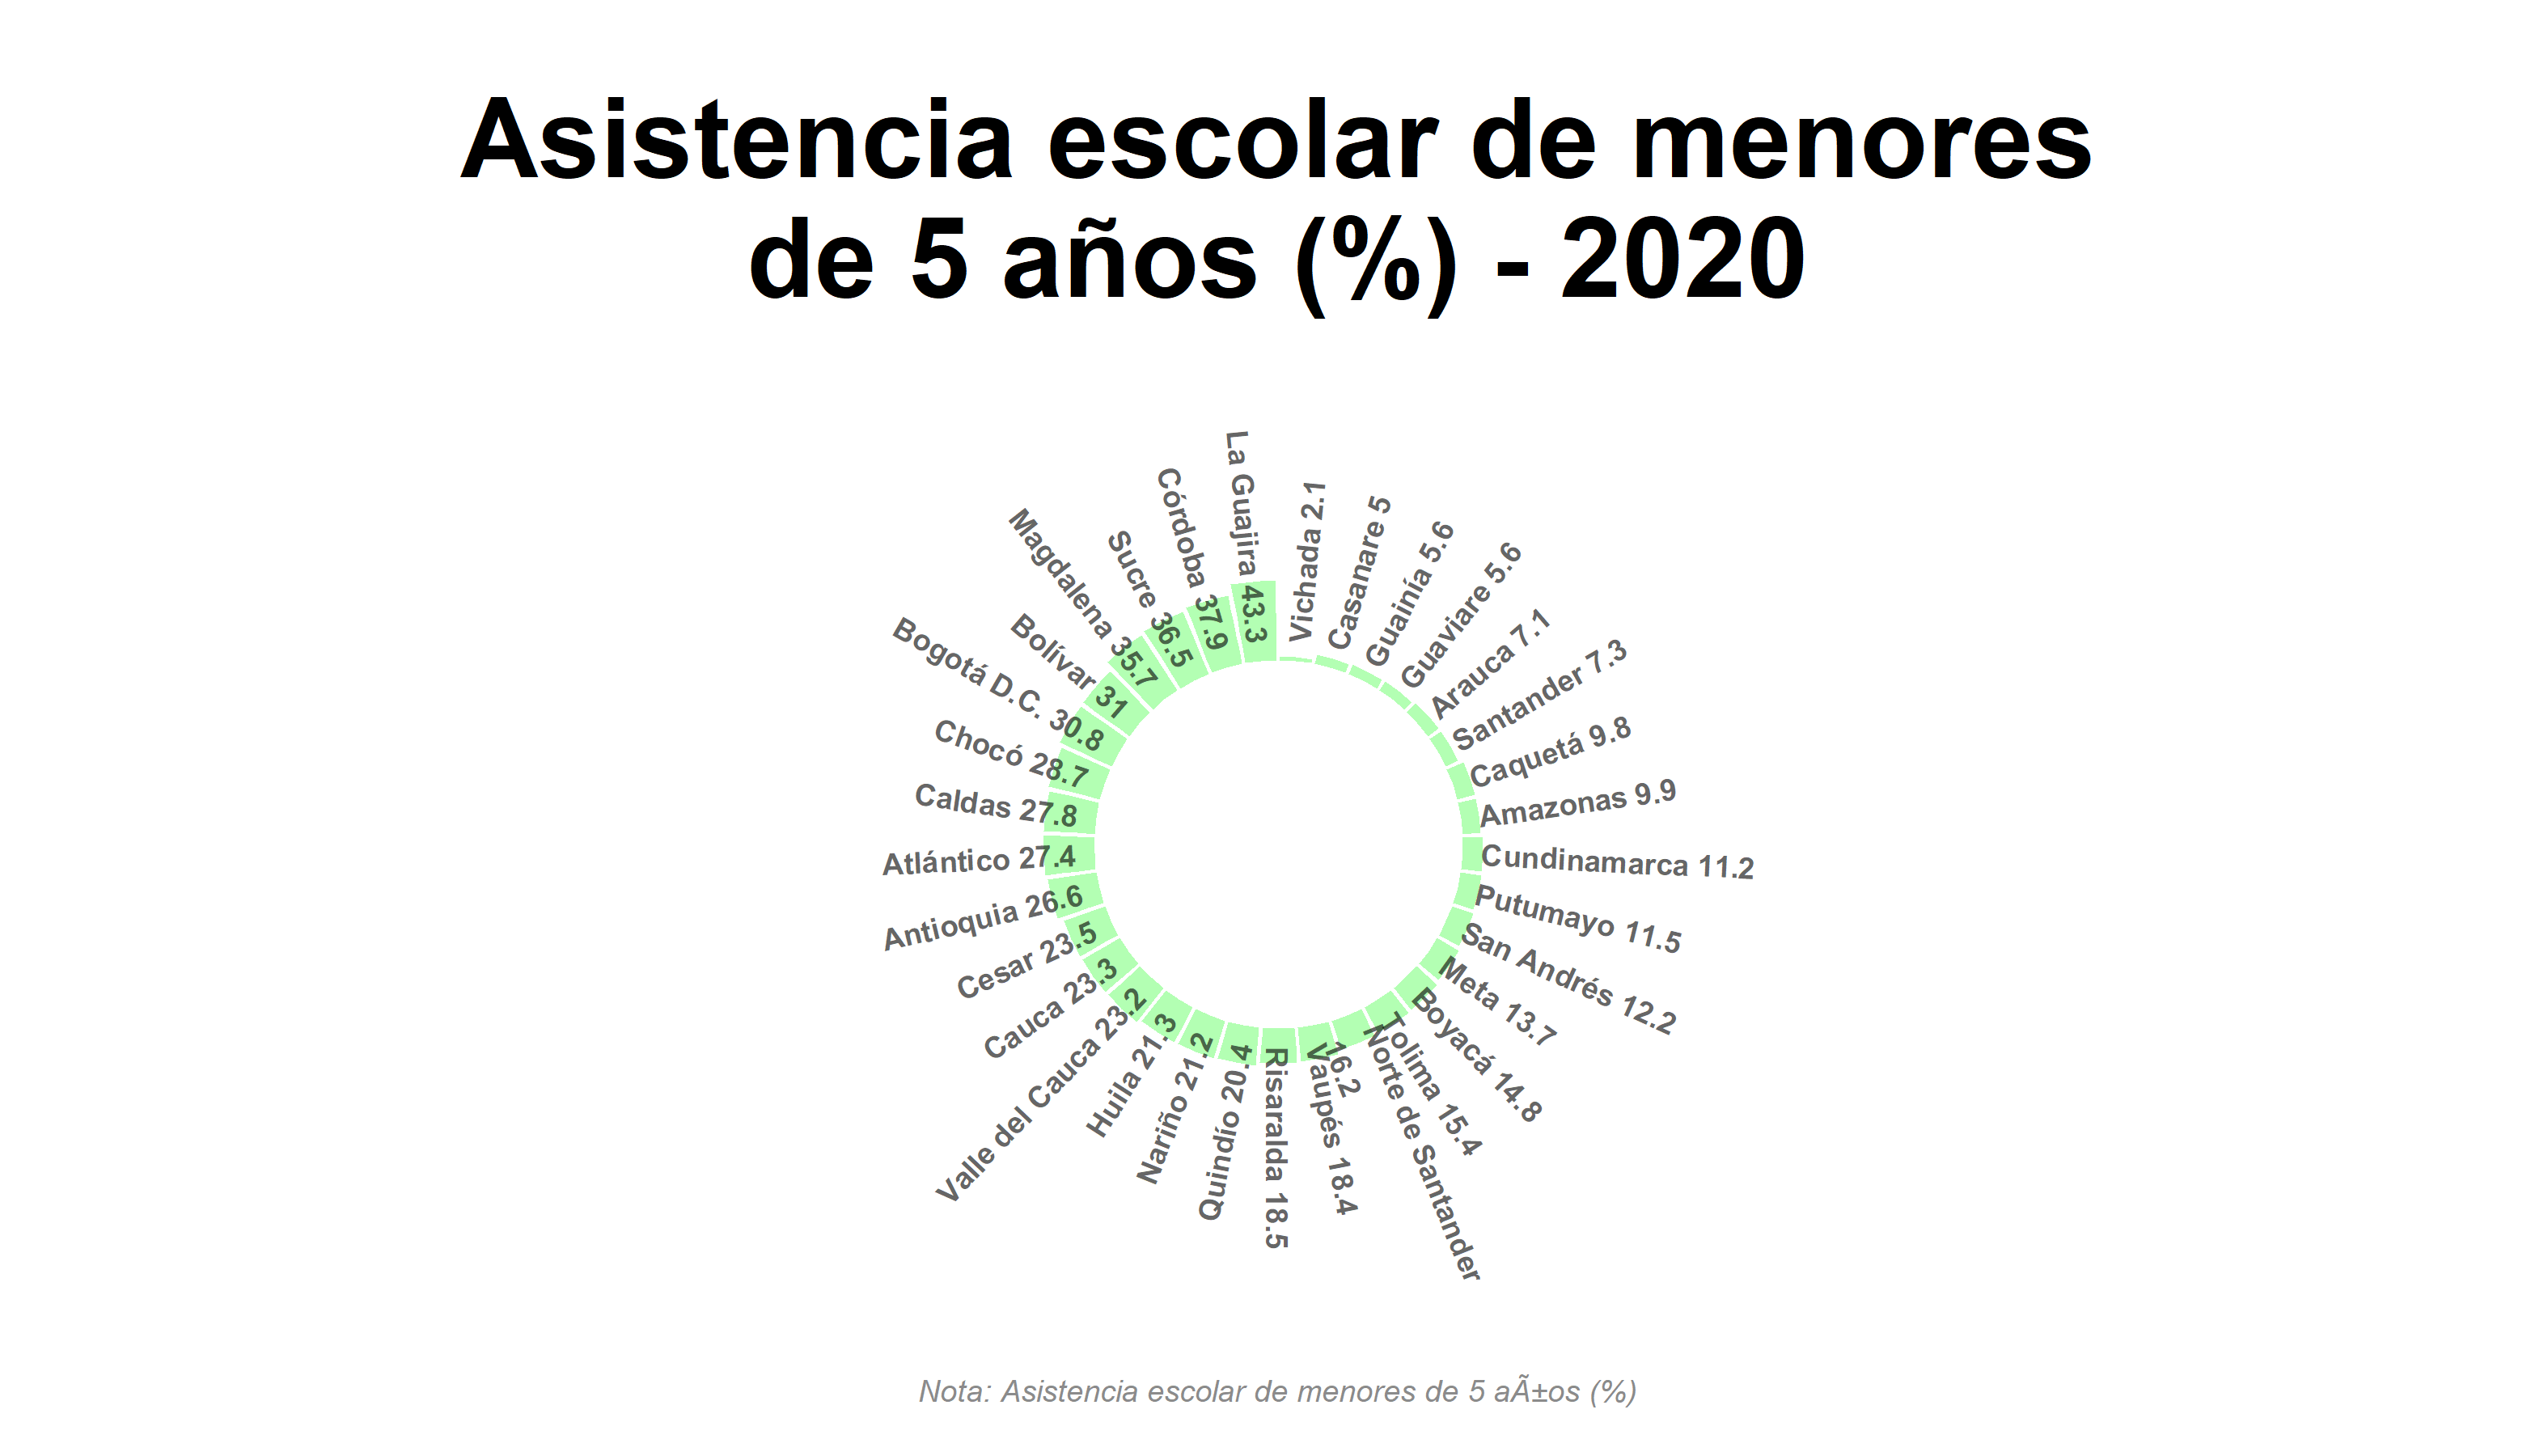 Asistencia escolar de menores
de 5 años (%) - 2020
Vichada 2.1
Casanare 5
Guainía 5.6
Guaviare 5.6
Arauca 7.1
Santander 7.3
Caquetá 9.8
Amazonas 9.9
Cundinamarca 11.2
Putumayo 11.5
San Andrés 12.2
Meta 13.7
Boyacá 14.8
Tolima 15.4
Norte de Santander
16.2
Vaupés 18.4
Risaralda 18.5
Quindío 20.4
Nariño 21.2
Huila 21.3
Valle del Cauca 23.2
Cauca 23.3
Cesar 23.5
Antioquia 26.6
Atlántico 27.4
Caldas 27.8
Chocó 28.7
Bogotá D.C. 30.8
Bolívar 31
Magdalena 35.7
Sucre 36.5
Córdoba 37.9
La Guajira 43.3
Nota: Asistencia escolar de menores de 5 aÃ±os (%)